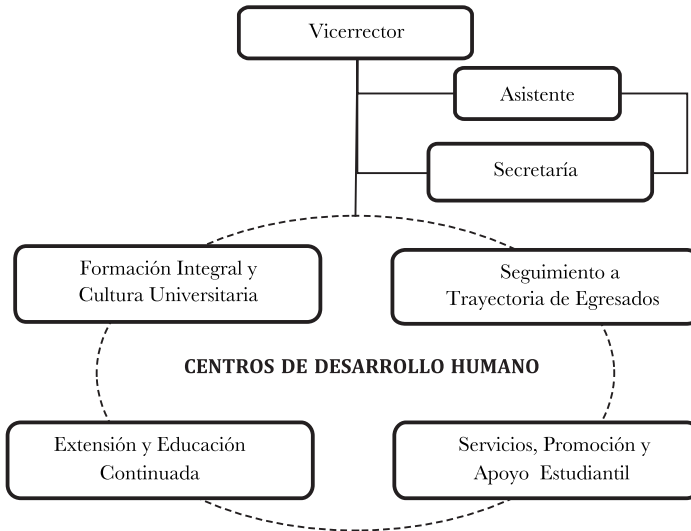 Vicerrector
Asistente
Secretaría
Formación Integral y
Cultura Universitaria
Seguimiento a
Trayectoria de Egresados
CENTROS DE DESARROLLO HUMANO
Extensión y Educación
Continuada
Servicios, Promoción y
Apoyo Estudiantil